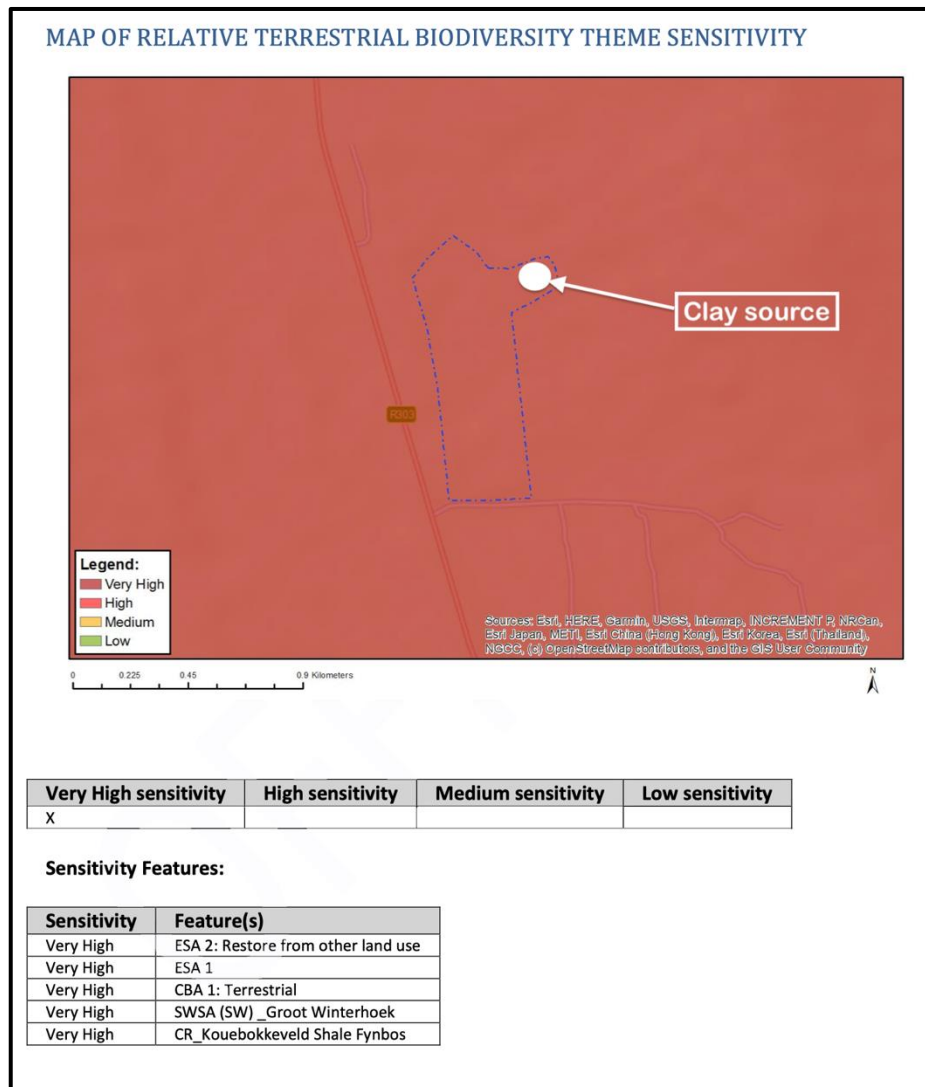 MAP OF RELATIVE TERRESTRIAL BIODIVERSITY THEME SENSITIVITY
Clay source
R303
Legend:
Very High
High
Medium
Low
Sources: Esri, HERE, Garmin, USGS, Intermap, INCREMENT P, NRCan,
Esri Japan, METI, Esri China (Hong Kong), Esri Korea, Esri (Thailand),
NGCC, (c) OpenStreetMap contributors, and the GIS User Community
0 0.225 0.45 0.9 Kilometers
N
Very High sensitivity High sensitivity Medium sensitivity Low sensitivity
X
Sensitivity Features:
Sensitivity Feature(s)
Very High ESA 2: Restore from other land use
Very High ESA 1
Very High CBA 1: Terrestrial
Very High SWSA (SW) _Groot Winterhoek
Very High CR_Kouebokkeveld Shale Fynbos